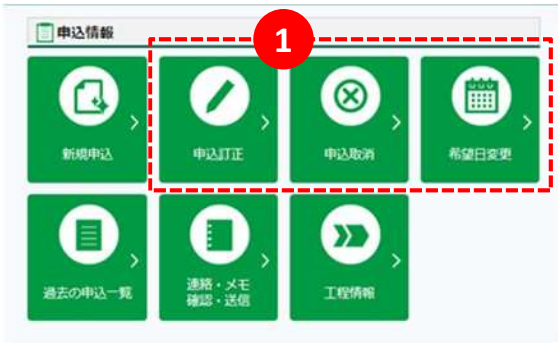 申込情報
1
新規申込
申込訂正
申込取消
希望日変更
過去の申込一覧
連絡・メモ
確認・送信
工程情報